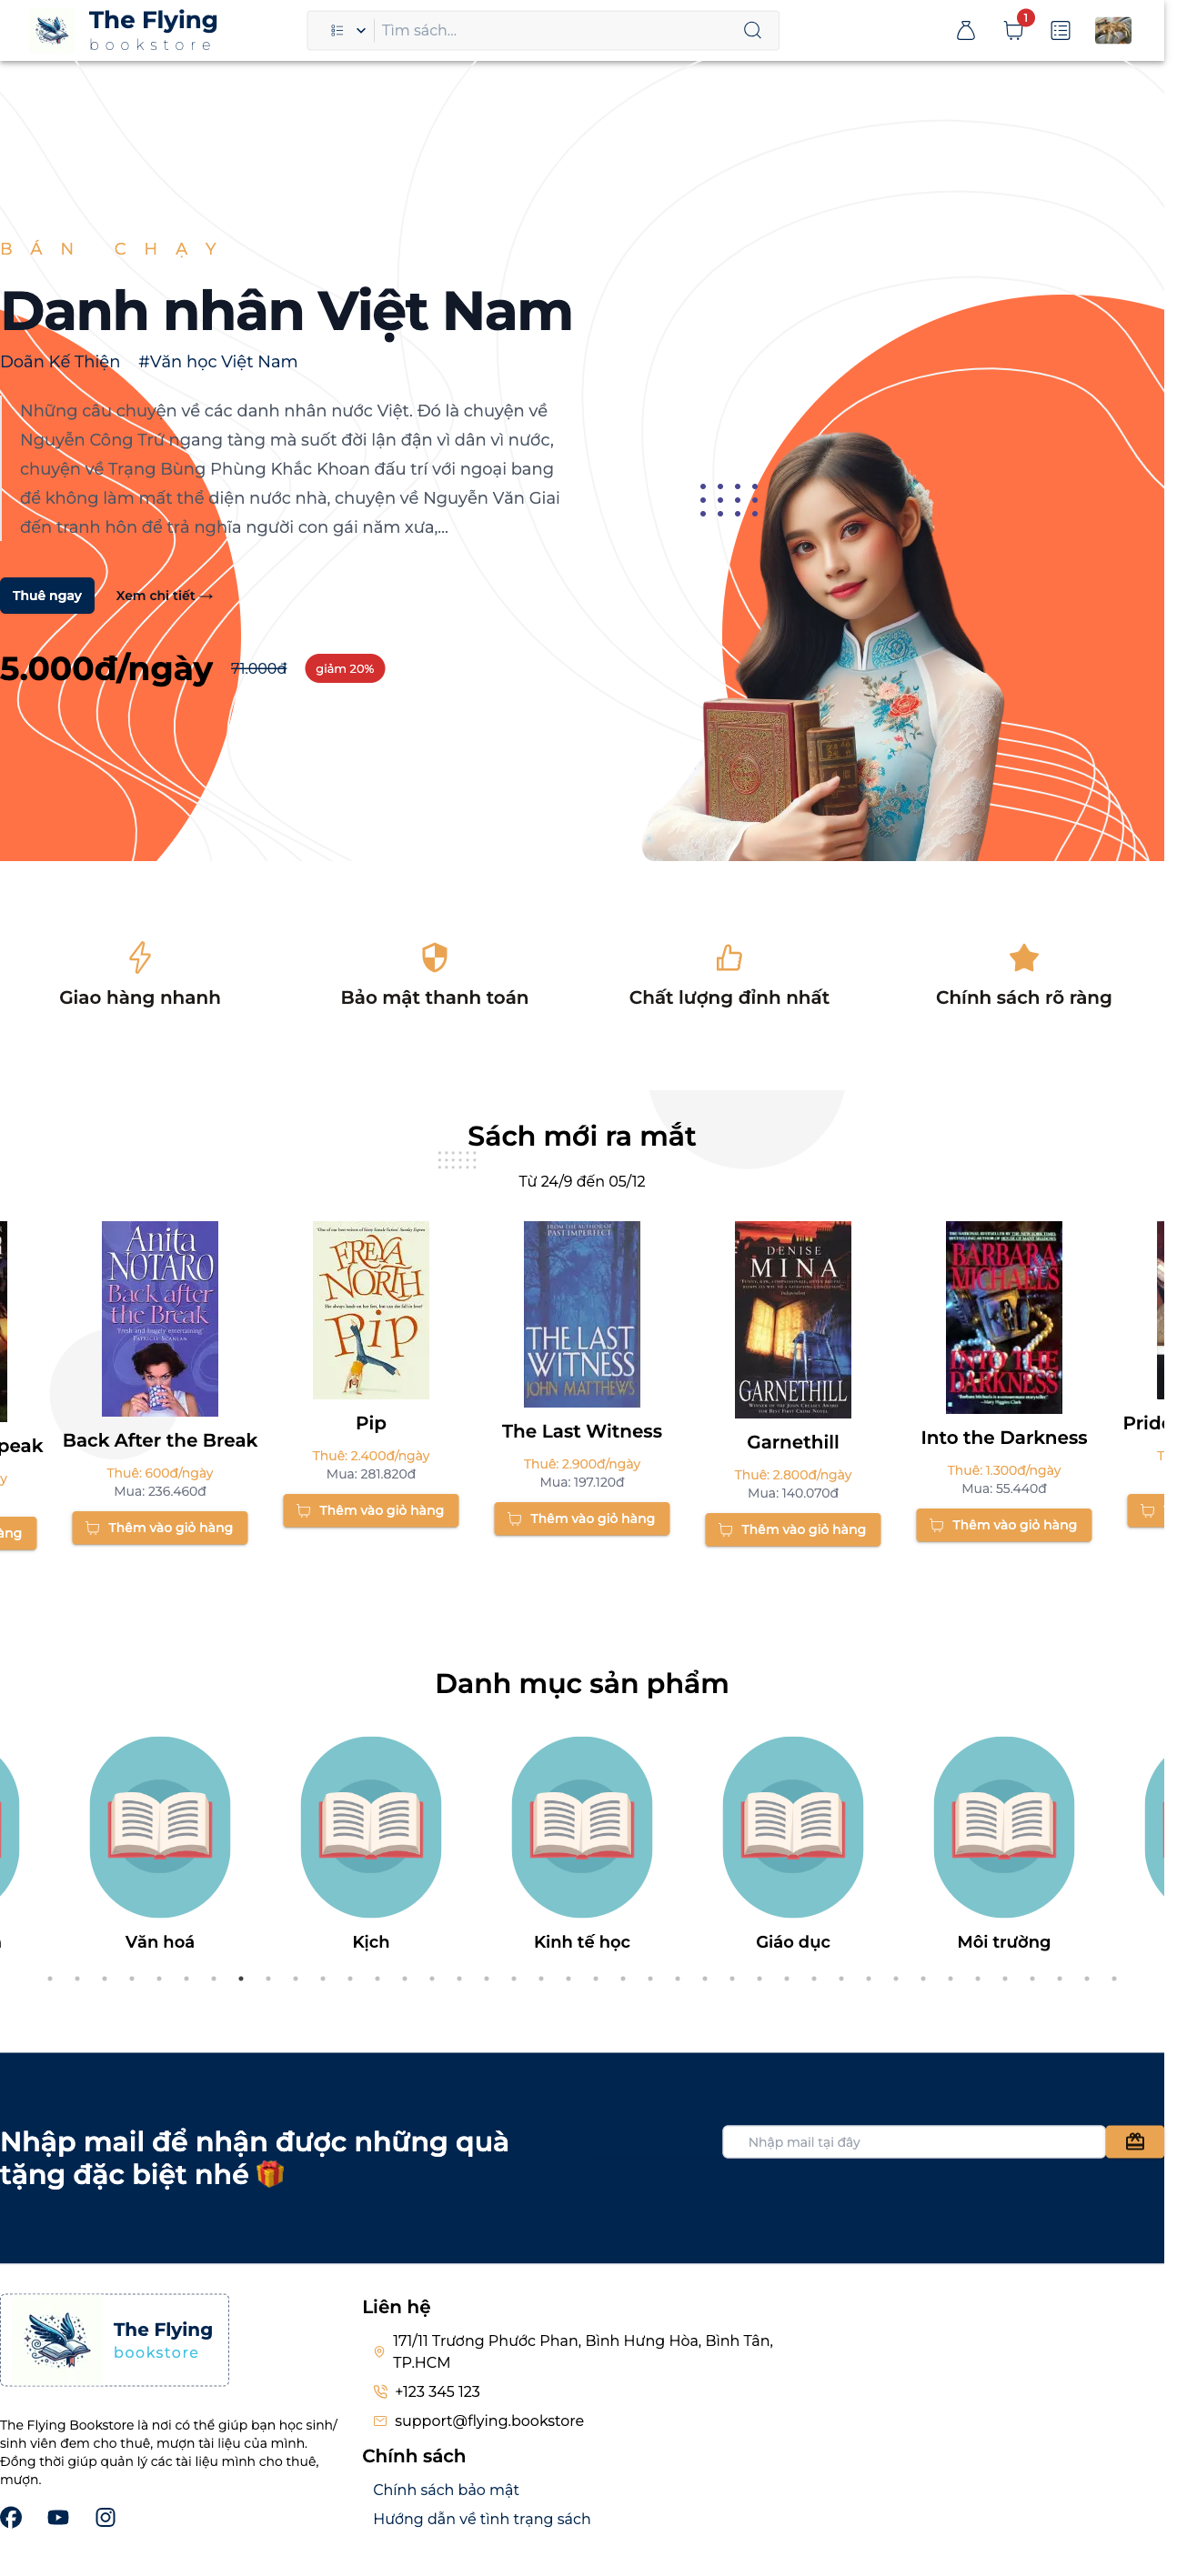 The Flying
bookstore
Tìm sách...
1
BÁN CHẠY
Danh nhân Việt Nam
Doãn Kế Thiện #Văn học Việt Nam
Những câu chuyện về các danh nhân nước Việt. Đó là chuyện về
Nguyễn Công Trứ ngang tàng mà suốt đời lận đận vì dân vì nước,
chuyện về Trạng Bùng Phùng Khắc Khoan đấu trí với ngoại bang
để không làm mất thể diện nước nhà, chuyện về Nguyễn Văn Giai
đến tranh hôn để trả nghĩa người con gái năm xưa,...
Thuê ngay Xem chi tiết →
5.000đ/ngày 71.000đ giảm 20%
Giao hàng nhanh Bảo mật thanh toán Chất lượng đỉnh nhất Chính sách rõ ràng
Sách mới ra mắt
Từ 24/9 đến 05/12
Anita
NOTARO
Back after
the Break
FREYA
NORTH
Pip
FROM THE AUTHOR OF
PAST IMPERFECT
THE LAST
WITNESS
JOHN MATTHEWS
DENISE
MINA
GARNETHILL
BARBARA
MICHAELS
INTO THE
DARKNESS
peak
y
àng
Back After the Break
Thuê: 600đ/ngày
Mua: 236.460đ
Thêm vào giỏ hàng
Pip
Thuê: 2.400đ/ngày
Mua: 281.820đ
Thêm vào giỏ hàng
The Last Witness
Thuê: 2.900đ/ngày
Mua: 197.120đ
Thêm vào giỏ hàng
Garnethill
Thuê: 2.800đ/ngày
Mua: 140.070đ
Thêm vào giỏ hàng
Into the Darkness
Thuê: 1.300đ/ngày
Mua: 55.440đ
Thêm vào giỏ hàng
Pride
T
Danh mục sản phẩm
Văn hoá Kịch Kinh tế học Giáo dục Môi trường
Nhập mail để nhận được những quà
tặng đặc biệt nhé 🎁
Nhập mail tại đây
The Flying
bookstore
The Flying Bookstore là nơi có thể giúp bạn học sinh/
sinh viên đem cho thuê, mượn tài liệu của mình.
Đồng thời giúp quản lý các tài liệu mình cho thuê,
mượn.
Liên hệ
171/11 Trương Phước Phan, Bình Hưng Hòa, Bình Tân,
TP.HCM
+123 345 123
support@flying.bookstore
Chính sách
Chính sách bảo mật
Hướng dẫn về tình trạng sách